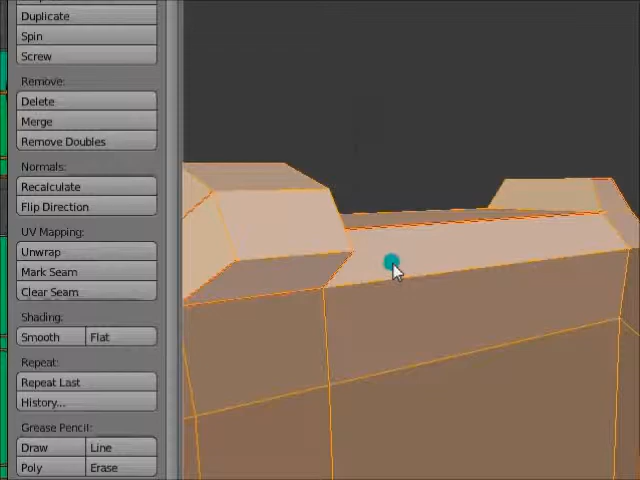 Duplicate
Spin
Screw
Remove:
Delete
Merge
Remove Doubles
Normals:
Recalculate
Flip Direction
UV Mapping:
Unwrap
Mark Seam
Clear Seam
Shading:
Smooth Flat
Repeat:
Repeat Last
History...
Grease Pencil:
Draw Line
Poly Erase